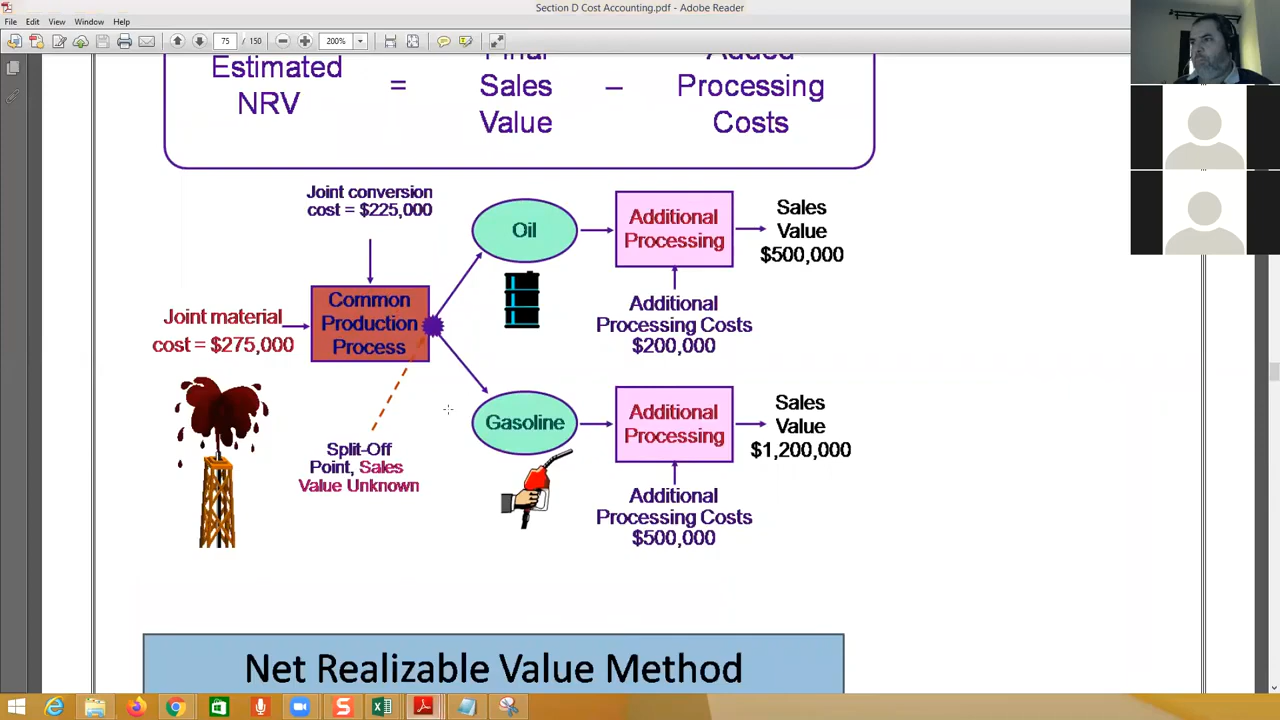 Section D Cost Accounting.pdf - Adobe Reader
File Edit View Window Help
75 / 150 200%
Estimated NRV = Final Sales Value – Added Processing Costs
Joint conversion
cost = $225,000
Joint material
cost = $275,000
Common
Production
Process
Split-Off
Point, Sales
Value Unknown
Oil
Additional
Processing
Sales
Value
$500,000
Additional
Processing Costs
$200,000
Gasoline
Additional
Processing
Sales
Value
$1,200,000
Additional
Processing Costs
$500,000
Net Realizable Value Method